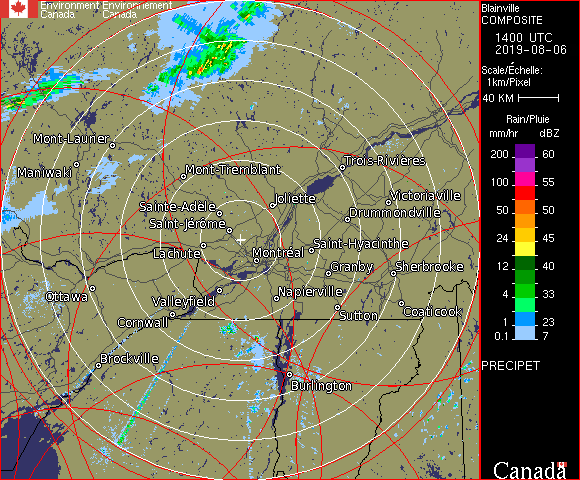 Environment Environnement
Canada Canada
Blainville
COMPOSITE
1400 UTC
2019-08-06
Scale/Échelle:
1km/Pixel
40 KM
Rain/Pluie
mm/hr dBZ
200 60
150 57
100 55
50 50
24 45
12 40
4 33
1 23
0.1 7
PRECIPET
Canada
Mont-Laurier
Maniwaki
Mont-Tremblant
Trois-Rivières
Sainte-Adèle
Joliette
Victoriaville
Saint-Jérôme
Drummondville
Lachute
Montréal
Saint-Hyacinthe
Granby
Sherbrooke
Ottawa
Valleyfield
Napierville
Cornwall
Sutton
Coaticook
Brockville
Burlington